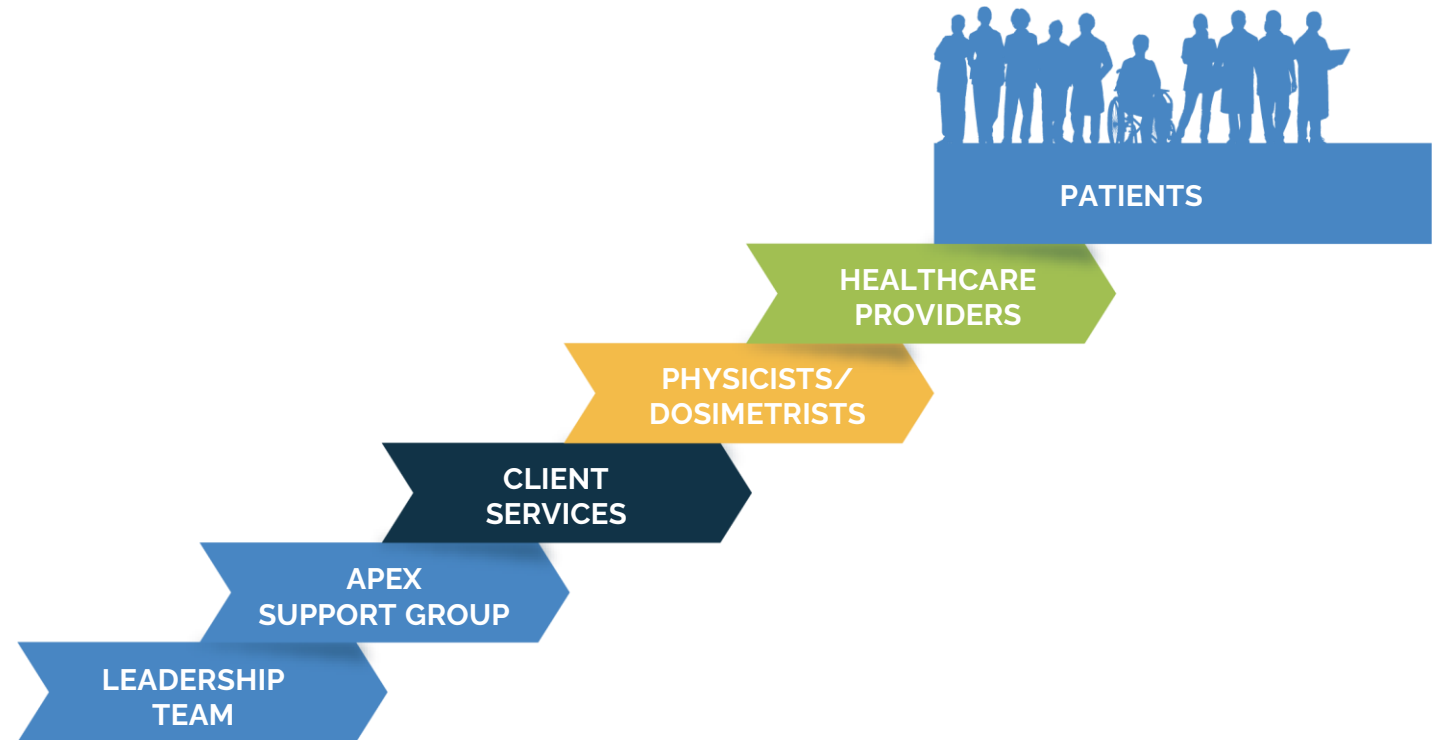 PATIENTS
HEALTHCARE
PROVIDERS
PHYSICISTS/
DOSIMETRISTS
CLIENT
SERVICES
APEX
SUPPORT GROUP
LEADERSHIP
TEAM